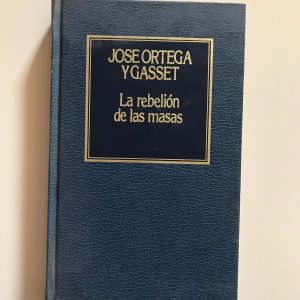 JOSE ORTEGA
Y GASSET
La rebelión
de las masas